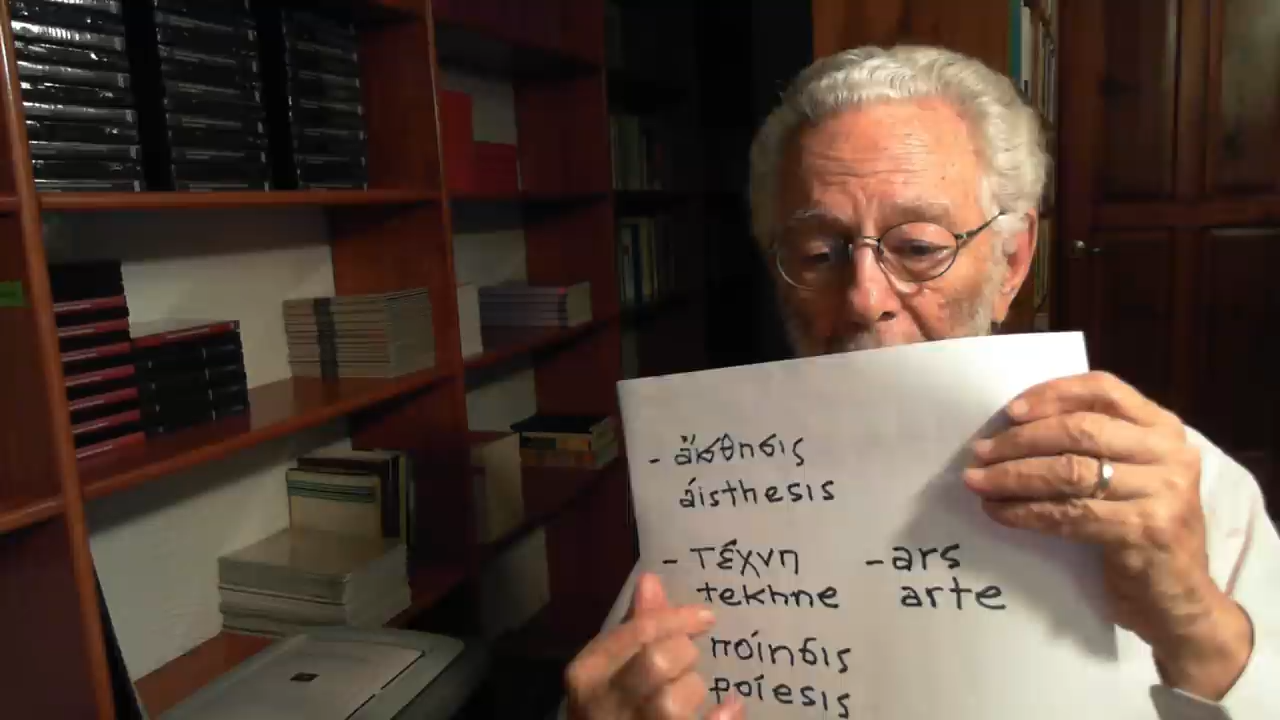 - ἄισθησις
áisthesis
- τέχνη
tekhne
- ars
arte
ποίησις
poíesis